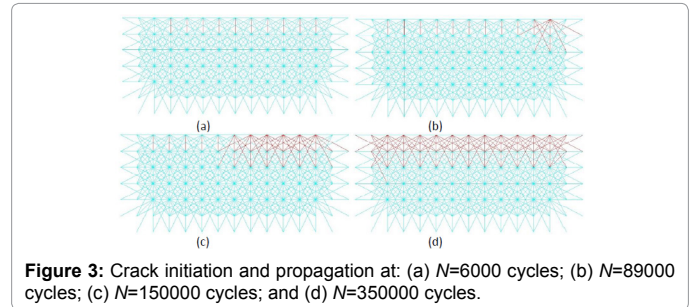 (a)
(b)
(c)
(d)
Figure 3: Crack initiation and propagation at: (a) N=6000 cycles; (b) N=89000
cycles; (c) N=150000 cycles; and (d) N=350000 cycles.